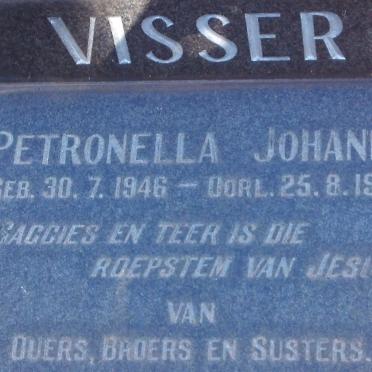 VISSER
PETRONELLA JOHANN
GEB. 30.7.1946 — OORL. 25.8.19
SAGGIES EN TEER IS DIE
ROEPSTEM VAN JESU
VAN
OUERS, BROERS EN SUSTERS.